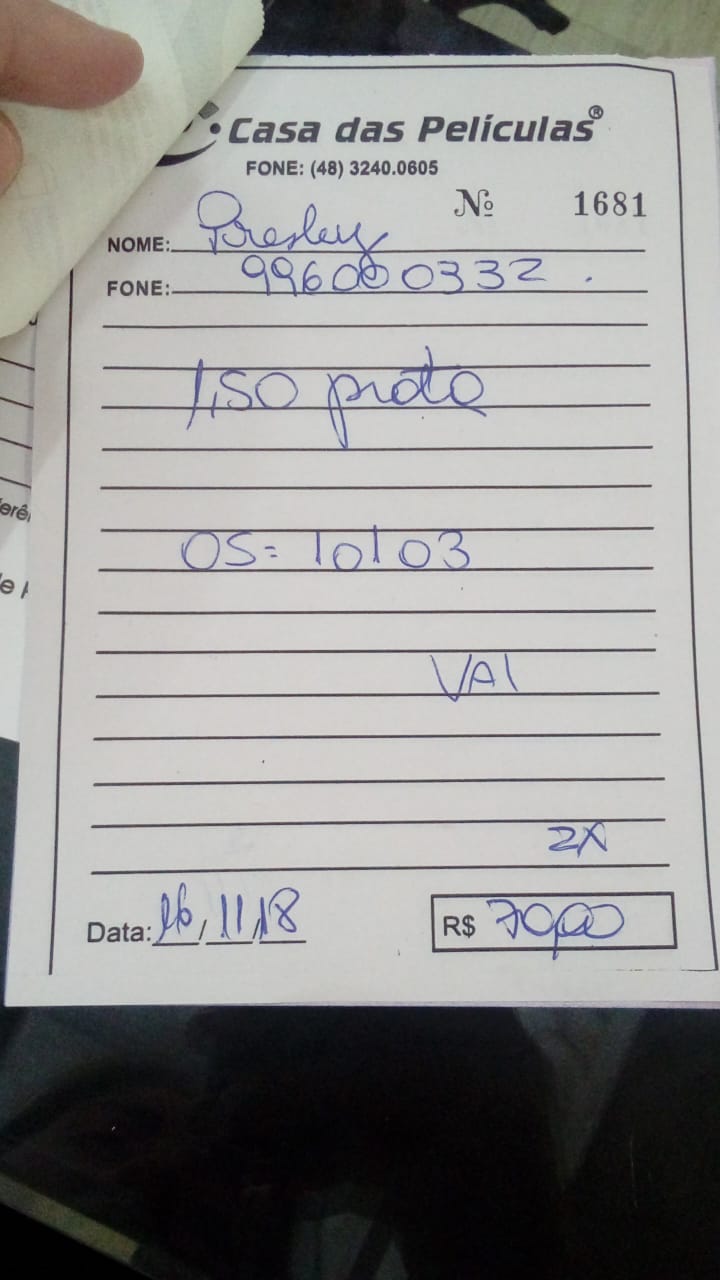 Casa das Películas®
FONE: (48) 3240.0605
Nº 1681
NOME: Presley
FONE: 996000332.
1,50 prata
OS= 10103
VAI
2X
Data: 16/11/18 R$ 70,00